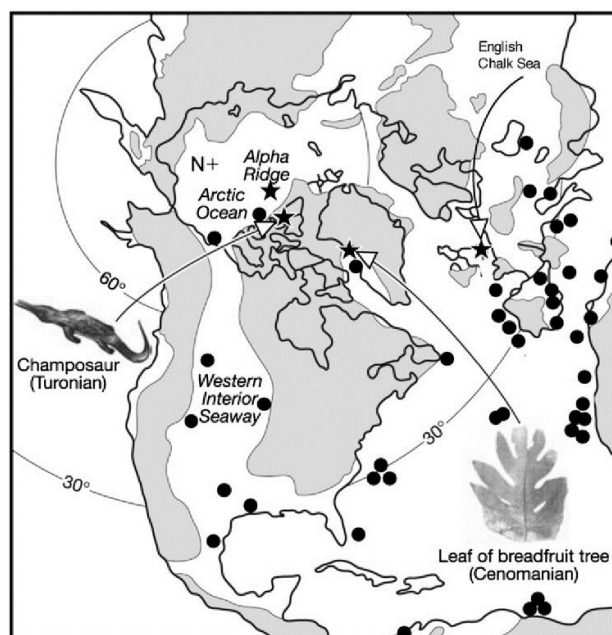 English
Chalk Sea
N+
Alpha
Ridge
Arctic
Ocean
60°
Champosaur
(Turonian)
Western
Interior
Seaway
30°
30°
Leaf of breadfruit tree
(Cenomanian)